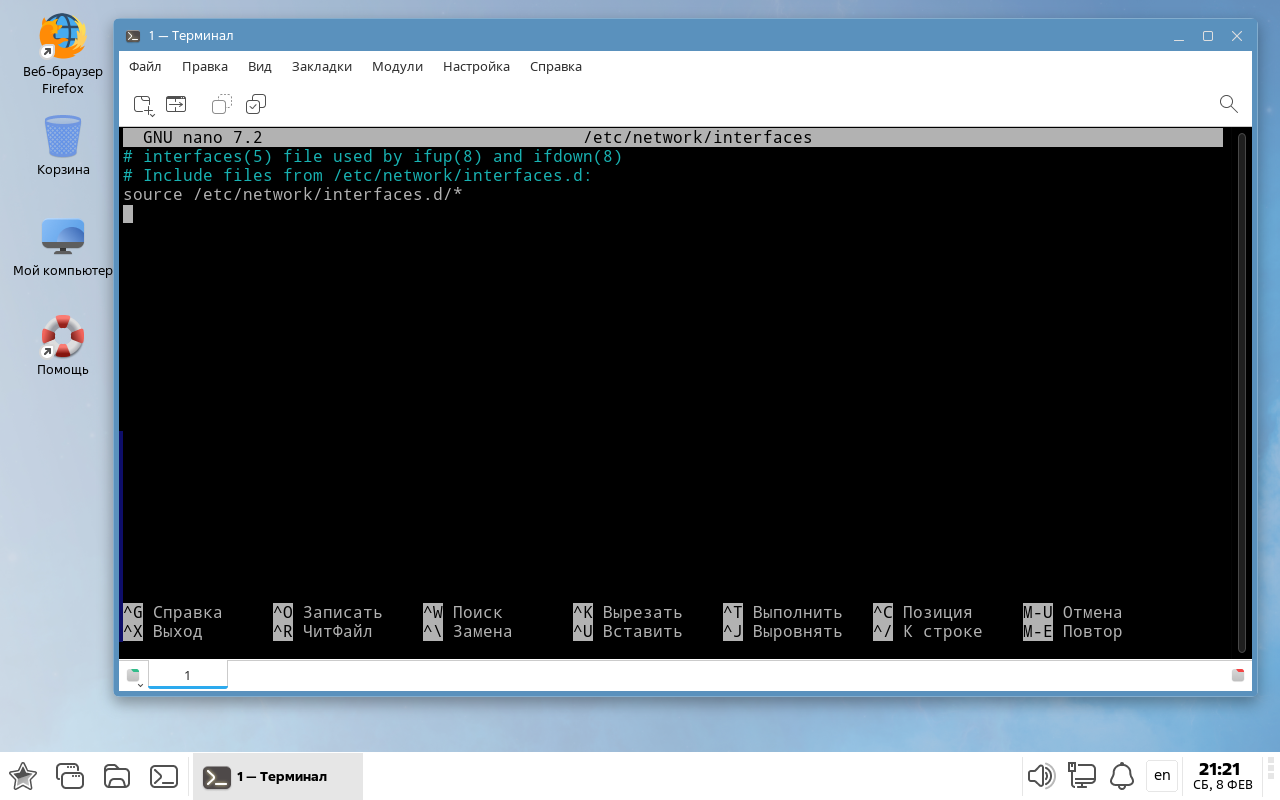 Веб-браузер
Firefox
Корзина
Мой компьютер
Помощь
1 — Терминал
Файл Правка Вид Закладки Модули Настройка Справка
GNU nano 7.2 /etc/network/interfaces
# interfaces(5) file used by ifup(8) and ifdown(8)
# Include files from /etc/network/interfaces.d:
source /etc/network/interfaces.d/*
^G Справка ^O Записать ^W Поиск ^K Вырезать ^T Выполнить ^C Позиция M-U Отмена
^X Выход ^R ЧитФайл ^\ Замена ^U Вставить ^J Выровнять ^/ К строке M-E Повтор
1
1 — Терминал
en
21:21
СБ, 8 ФЕВ